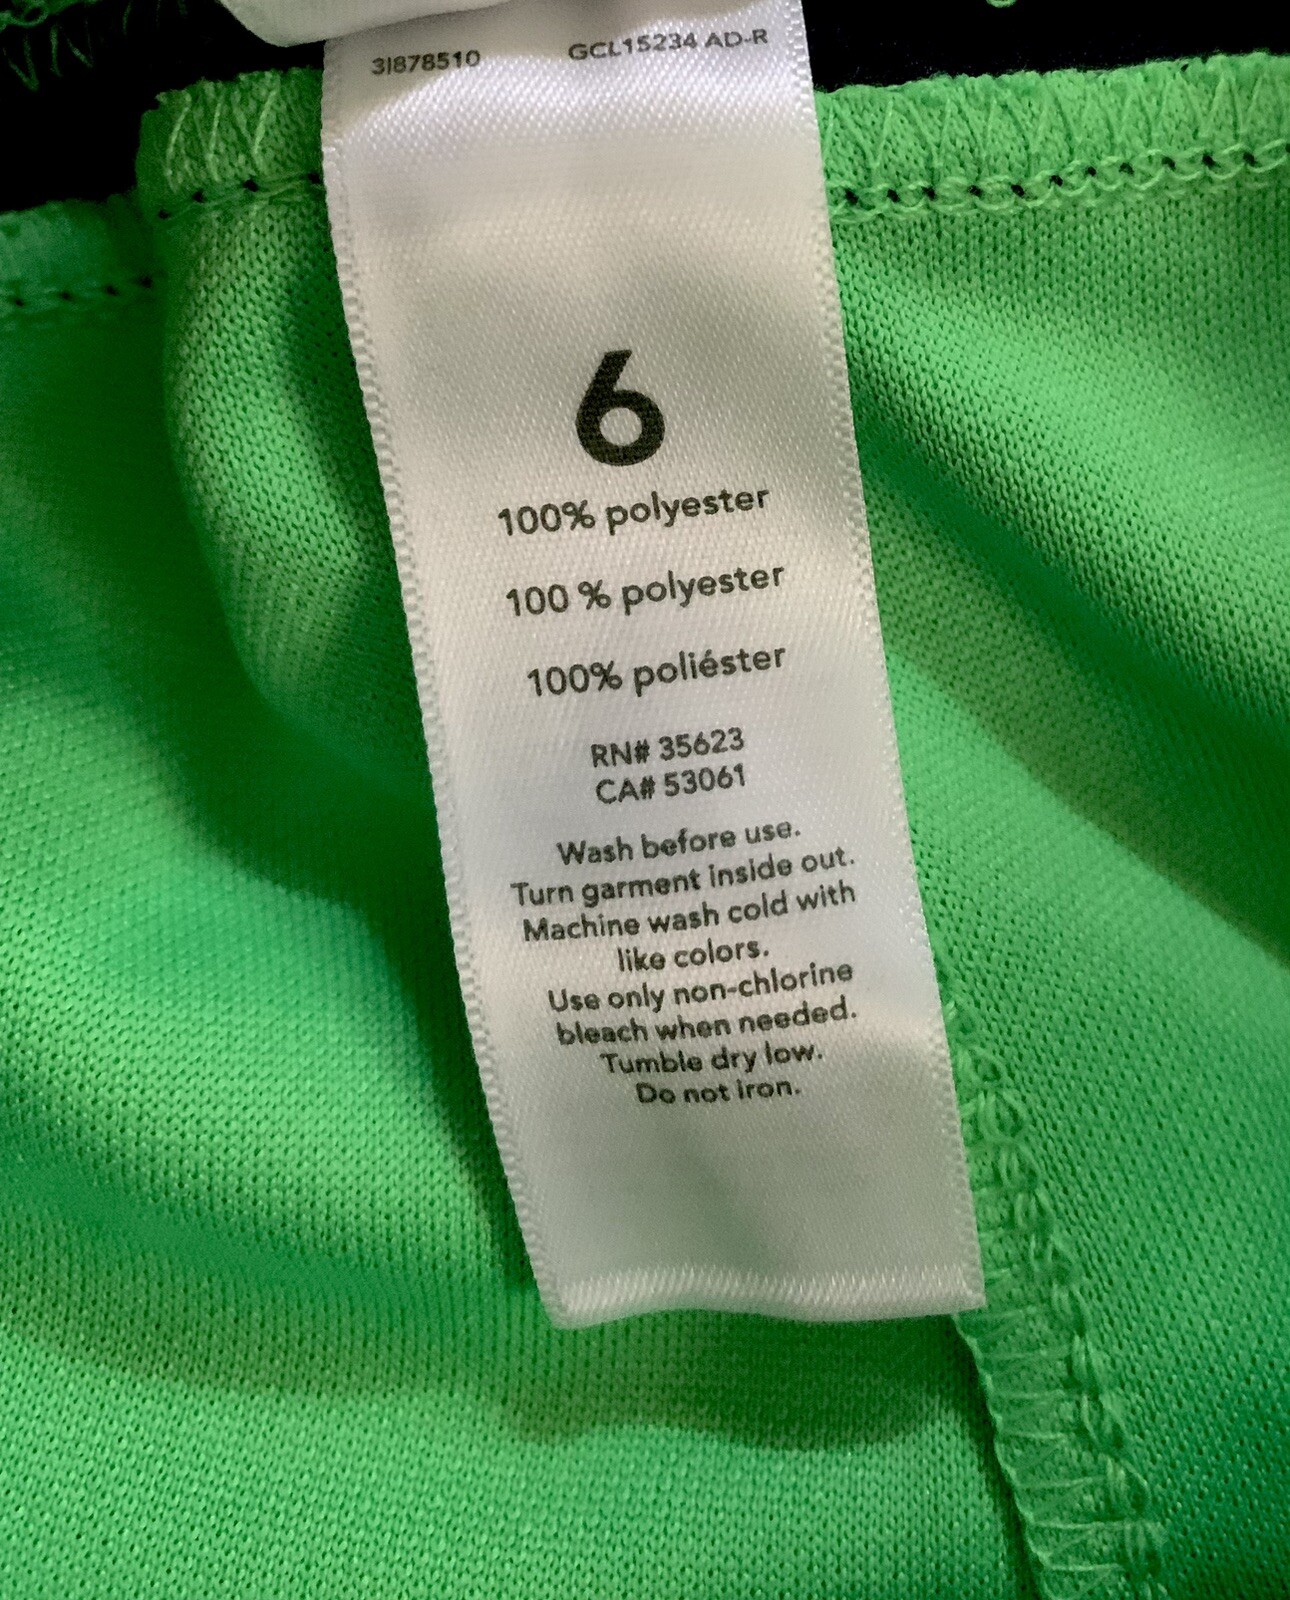 31878510 GCL15234 AD-R
6
100% polyester
100 % polyester
100% poliéster
RN# 35623
CA# 53061
Wash before use.
Turn garment inside out.
Machine wash cold with
like colors.
Use only non-chlorine
bleach when needed.
Tumble dry low.
Do not iron.